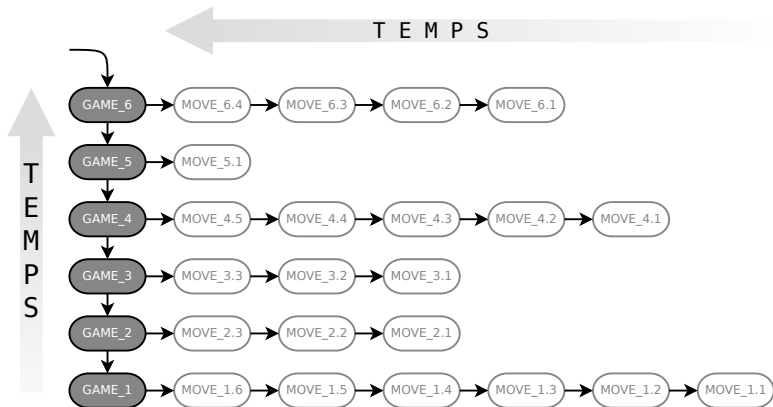 TEMPS
GAME_6 MOVE_6.4 MOVE_6.3 MOVE_6.2 MOVE_6.1
GAME_5 MOVE_5.1
GAME_4 MOVE_4.5 MOVE_4.4 MOVE_4.3 MOVE_4.2 MOVE_4.1
GAME_3 MOVE_3.3 MOVE_3.2 MOVE_3.1
GAME_2 MOVE_2.3 MOVE_2.2 MOVE_2.1
GAME_1 MOVE_1.6 MOVE_1.5 MOVE_1.4 MOVE_1.3 MOVE_1.2 MOVE_1.1
TEMPS